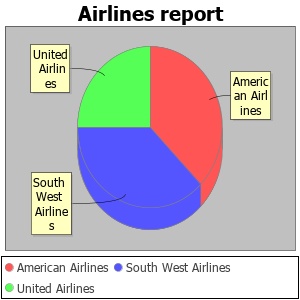 Airlines report
United
Airlin
es
Americ
an Airl
ines
South
West
Airline
s
American Airlines South West Airlines
United Airlines